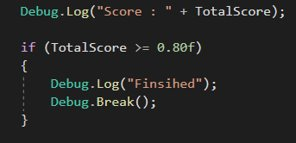 Debug.Log("Score : " + TotalScore);
if (TotalScore >= 0.80f)
{
Debug.Log("Finsihed");
Debug.Break();
}